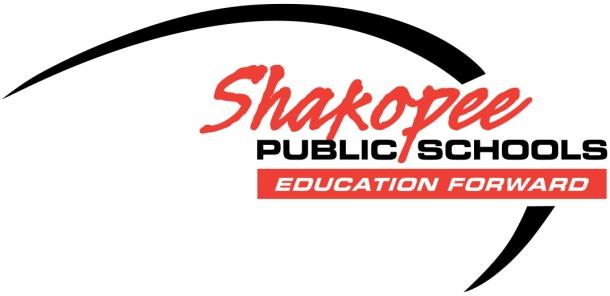 Shakopee
PUBLIC SCHOOLS
EDUCATION FORWARD